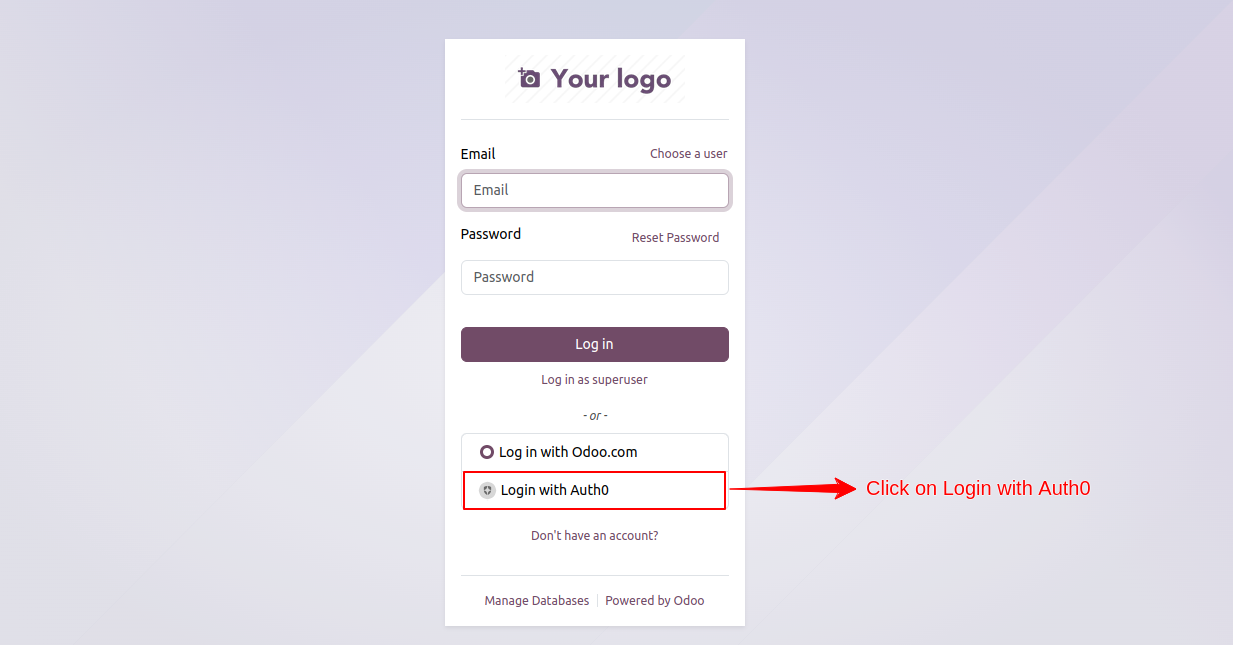 Your logo
Email Choose a user
Email
Password Reset Password
Password
Log in
Log in as superuser
- or -
Log in with Odoo.com
Login with Auth0 Click on Login with Auth0
Don't have an account?
Manage Databases Powered by Odoo